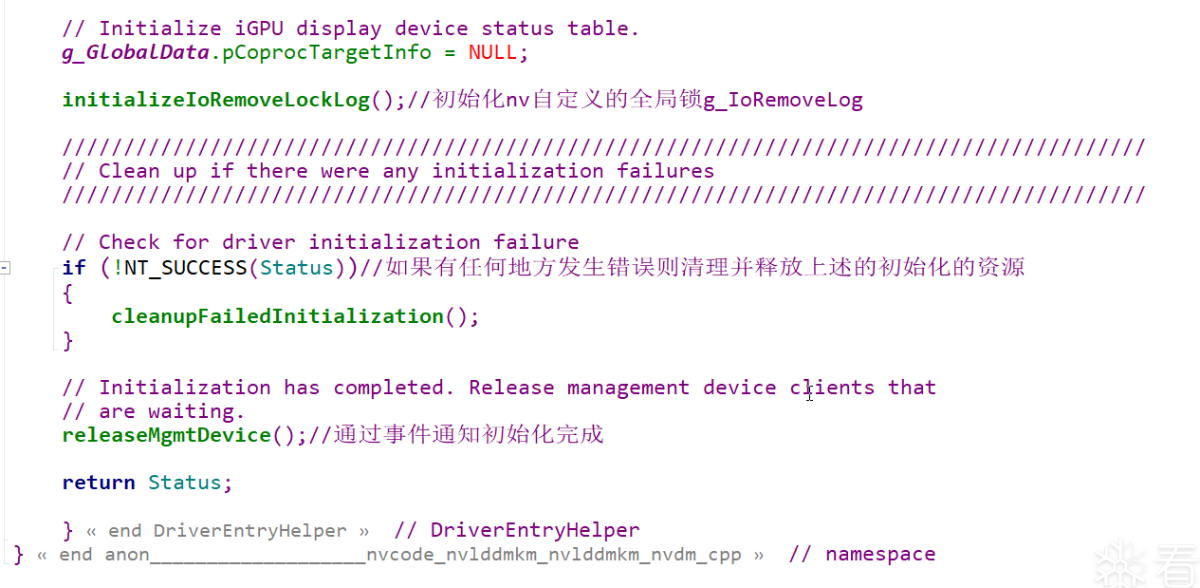 // Initialize iGPU display device status table.
g_GlobalData.pCoprocTargetInfo = NULL;
initializeIoRemoveLockLog();//初始化nv自定义的全局锁g_IoRemoveLog
////////////////////////////////////////////////////////////////////////////////////////
// Clean up if there were any initialization failures
////////////////////////////////////////////////////////////////////////////////////////
// Check for driver initialization failure
if (!NT_SUCCESS(Status))//如果有任何地方发生错误则清理并释放上述的初始化的资源
{
cleanupFailedInitialization();
}
// Initialization has completed. Release management device clients that
// are waiting.
releaseMgmtDevice();//通过事件通知初始化完成
return Status;
} « end DriverEntryHelper » // DriverEntryHelper
} « end anon__________________nvcode_nvlddmkm_nvlddmkm_nvdm_cpp » // namespace
看